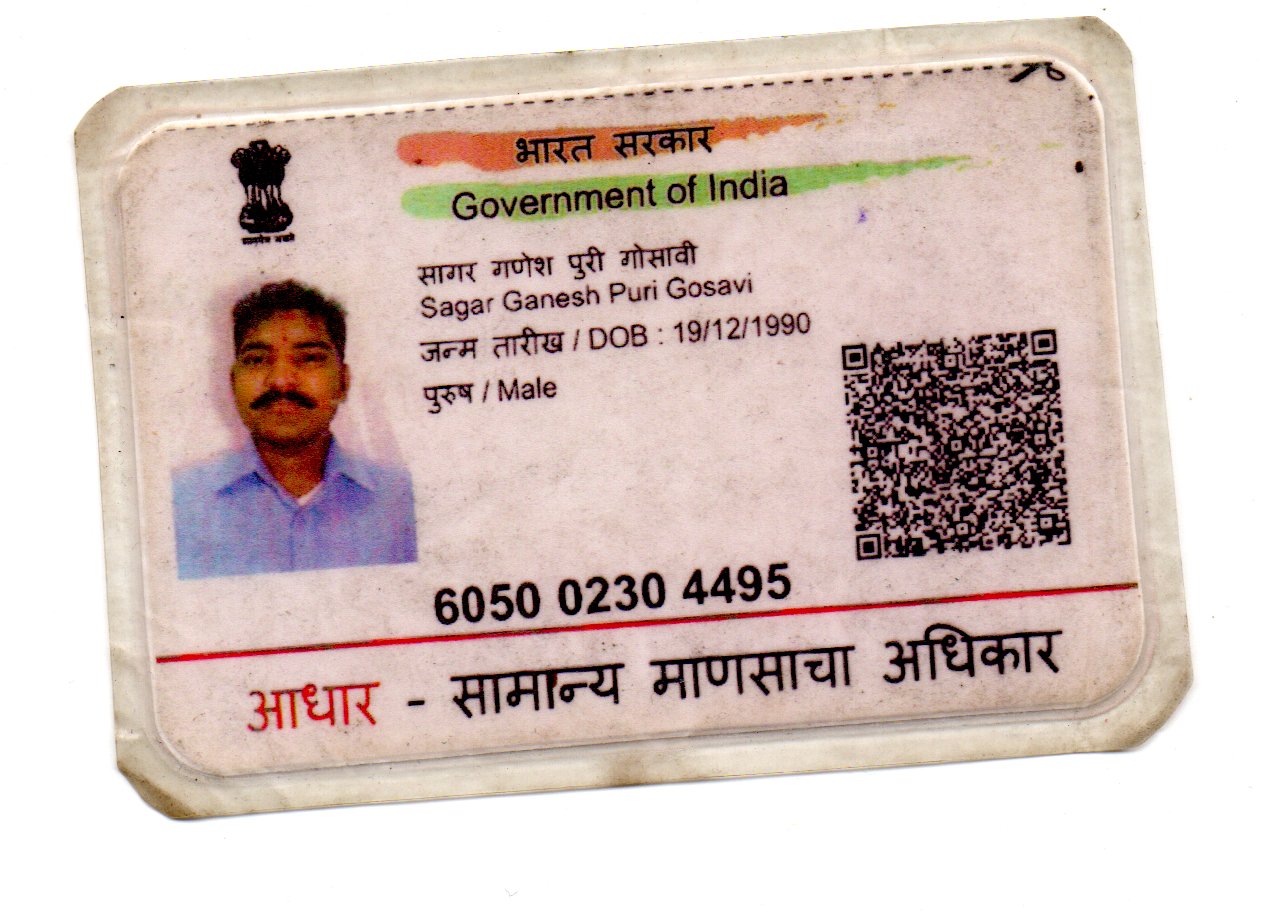 भारत सरकार
Government of India
सत्यमेव जयते
सागर गणेश पुरी गोसावी
Sagar Ganesh Puri Gosavi
जन्म तारीख / DOB : 19/12/1990
पुरुष / Male
6050 0230 4495
आधार - सामान्य माणसाचा अधिकार